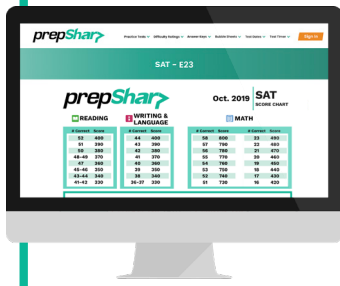 prepSharp
Practice Tests Difficulty Ratings Answer Keys Bubble Sheets Test Dates Test Timer Sign In
SAT – E23
prepSharp Oct. 2019 SAT
SCORE CHART
READING WRITING & LANGUAGE MATH
# Correct Score # Correct Score # Correct Score # Correct Score
52 400 44 400 58 800 23 490
51 390 43 390 57 790 22 480
50 380 42 380 56 780 21 470
48-49 370 41 370 55 770 20 460
47 360 40 360 54 760 19 450
45-46 350 39 350 53 750 18 440
43-44 340 38 340 52 740 17 430
41-42 330 36-37 330 51 730 16 420